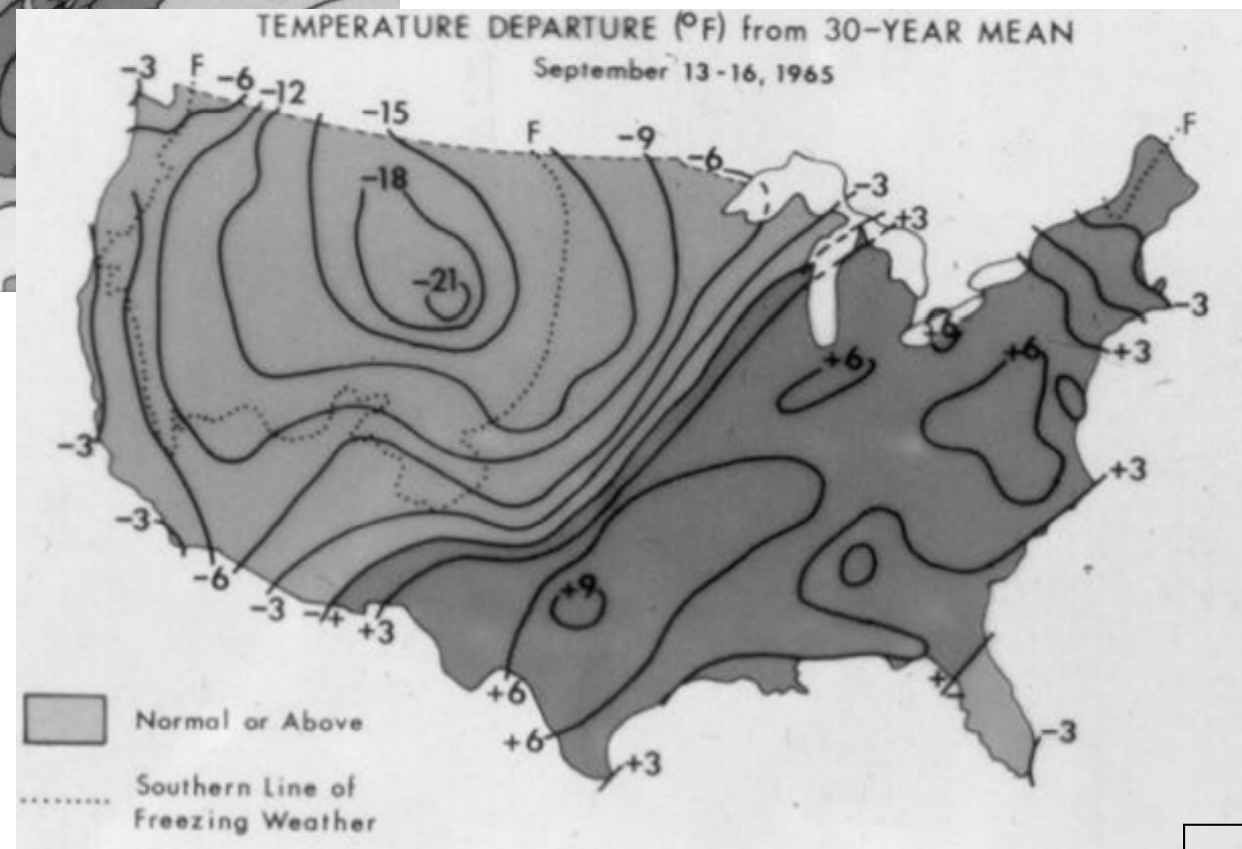 TEMPERATURE DEPARTURE (°F) from 30-YEAR MEAN
September 13-16, 1965
-3 F -6 -12 -15 F -9 -6 -3 +3 F
-18
-21
-3
+6 +6 +6 +3
-3
+3
-3
-6 -3 -+ +3
+9
+6
+6
+3
+-
-3
Normal or Above
Southern Line of
Freezing Weather